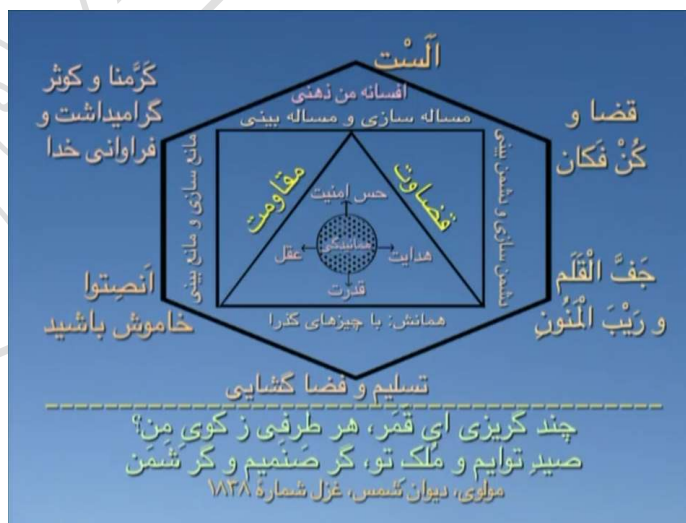 اَلَسْت
کَرَّمنا و کوثر
گرامیداشت و
فراوانی خدا
قضا و
کُنْ فَکان
افسانه من ذهنی
مساله سازی و مساله بینی
مانع سازی و مانع بینی
دشمن سازی و دشمن بینی
مقاومت
قضاوت
حس امنیت
عقل
همانیدگی
هدایت
قدرت
همانش: با چیزهای گذرا
اَنصِتوا
خاموش باشید
جَفَّ الْقَلَم
و رَیْبَ الْمَنُونِ
تسلیم و فضا گشایی
چند گریزی ای قَمَر، هر طرفی ز کوی من؟
صیدِ توایم و مُلکِ تو، گر صَنَمیم و گر شَمَن
مولوی، دیوان شمس، غزل شمارهٔ ۱۸۳۸